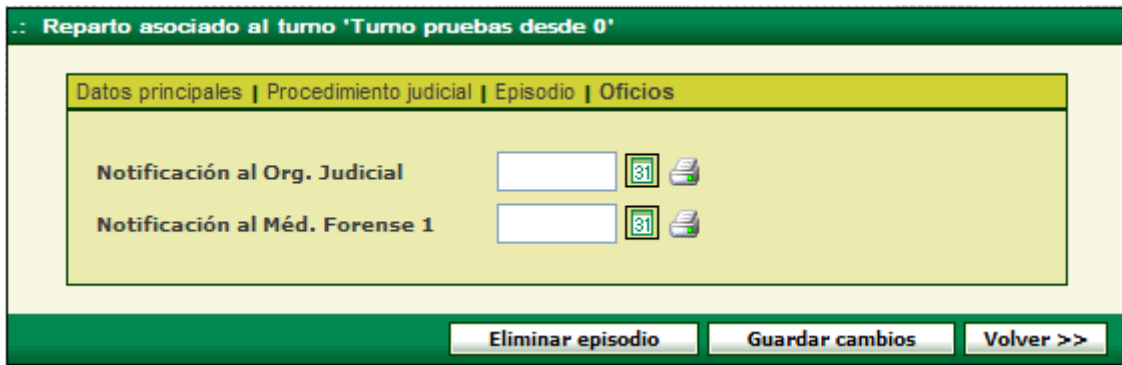 .: Reparto asociado al turno 'Turno pruebas desde 0'
Datos principales | Procedimiento judicial | Episodio | Oficios
Notificación al Org. Judicial 31
Notificación al Méd. Forense 1 31
Eliminar episodio Guardar cambios Volver >>